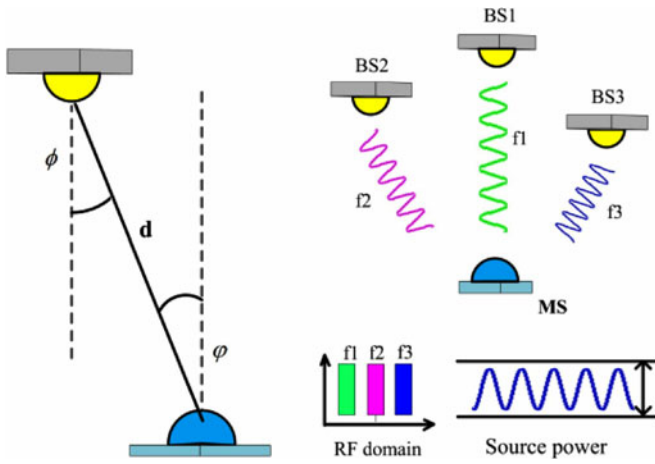 ϕ
d
φ
BS1
BS2
BS3
f1
f2
f3
MS
f1 f2 f3
RF domain
Source power